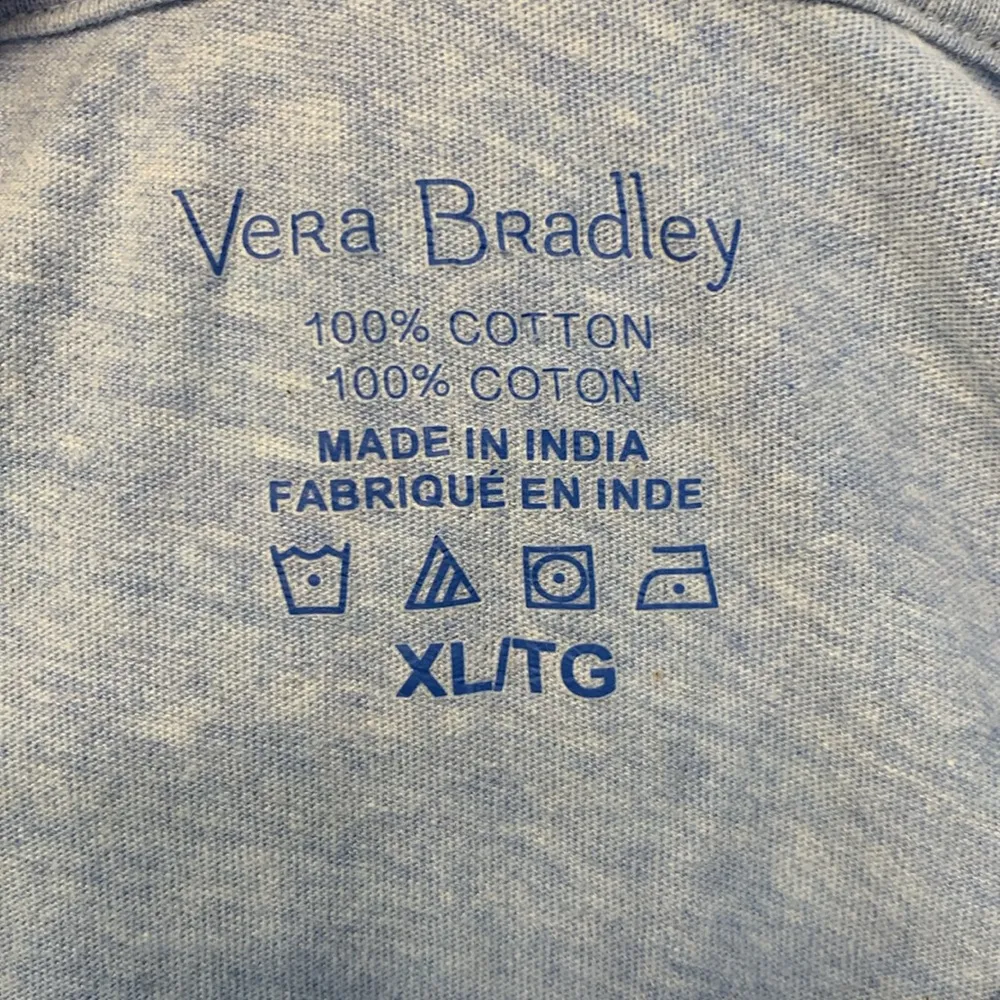 Vera Bradley
100% COTTON
100% COTON
MADE IN INDIA
FABRIQUÉ EN INDE
XL/TG